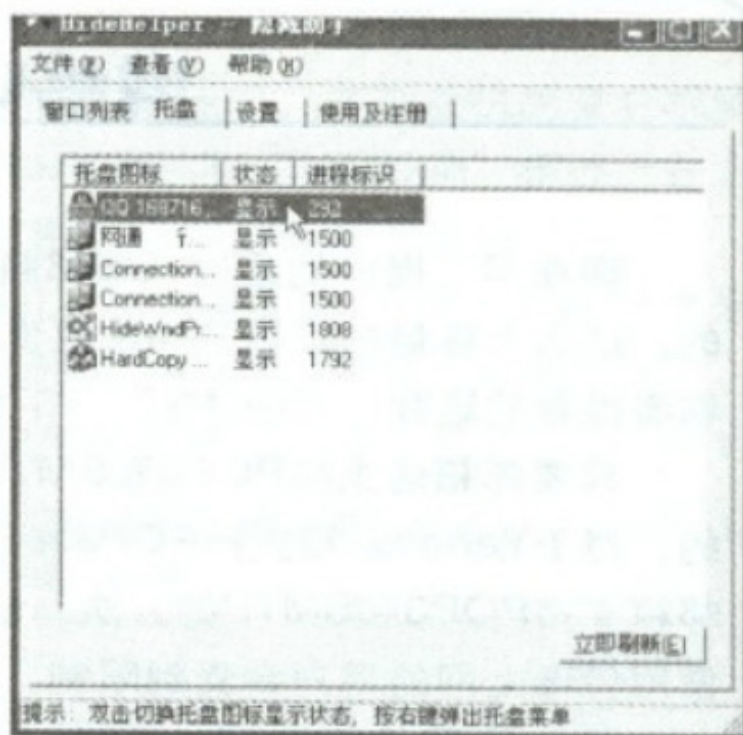 HideHelper - 隐藏助手
文件(F) 查看(V) 帮助(H)
窗口列表 托盘 设置 使用及注册
托盘图标 状态 进程标识
显示
网通 显示 1500
Connection... 显示 1500
Connection... 显示 1500
HideWndPr... 显示 1808
HardCopy ... 显示 1792
立即刷新(E)
提示: 双击切换托盘图标显示状态, 按右键弹出托盘菜单